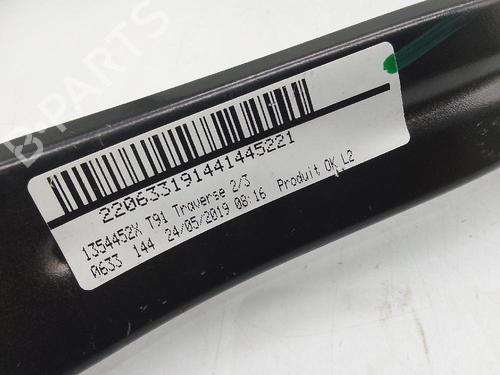 220633191441445221
1354452X T91 Traverse 2/3
0633 144 24/05/2019 08:16 Produit OK L2
B-PARTS